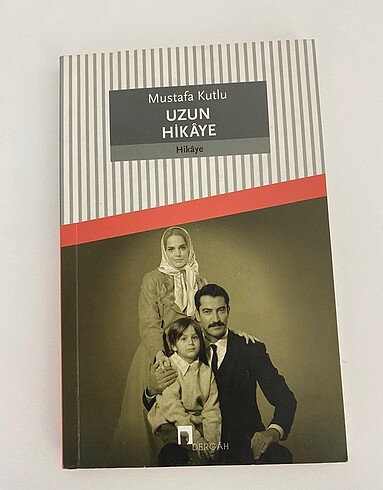 Mustafa Kutlu
UZUN
HİKÂYE
Hikâye
DERGÂH